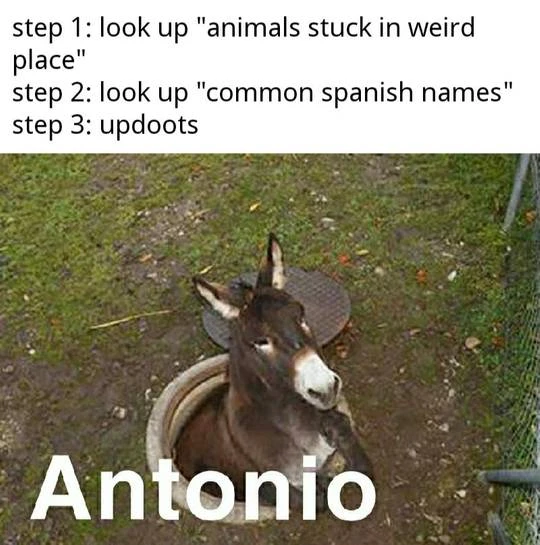 step 1: look up "animals stuck in weird
place"
step 2: look up "common spanish names"
step 3: updoots
Antonio